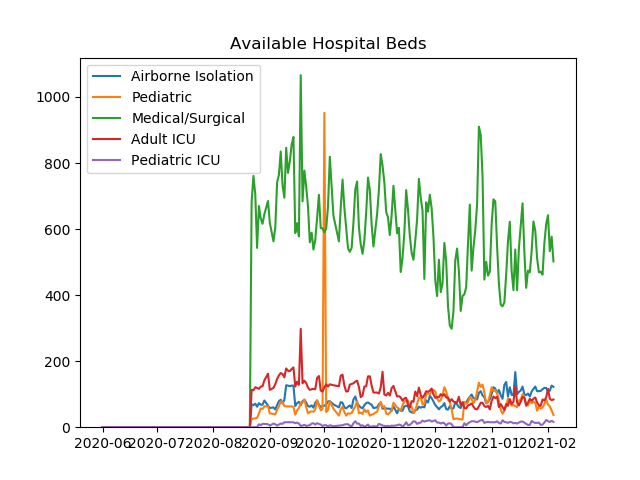 Available Hospital Beds
Airborne Isolation
Pediatric
Medical/Surgical
Adult ICU
Pediatric ICU
1000
800
600
400
200
0
2020-06 2020-07 2020-08 2020-09 2020-10 2020-11 2020-12 2021-01 2021-02